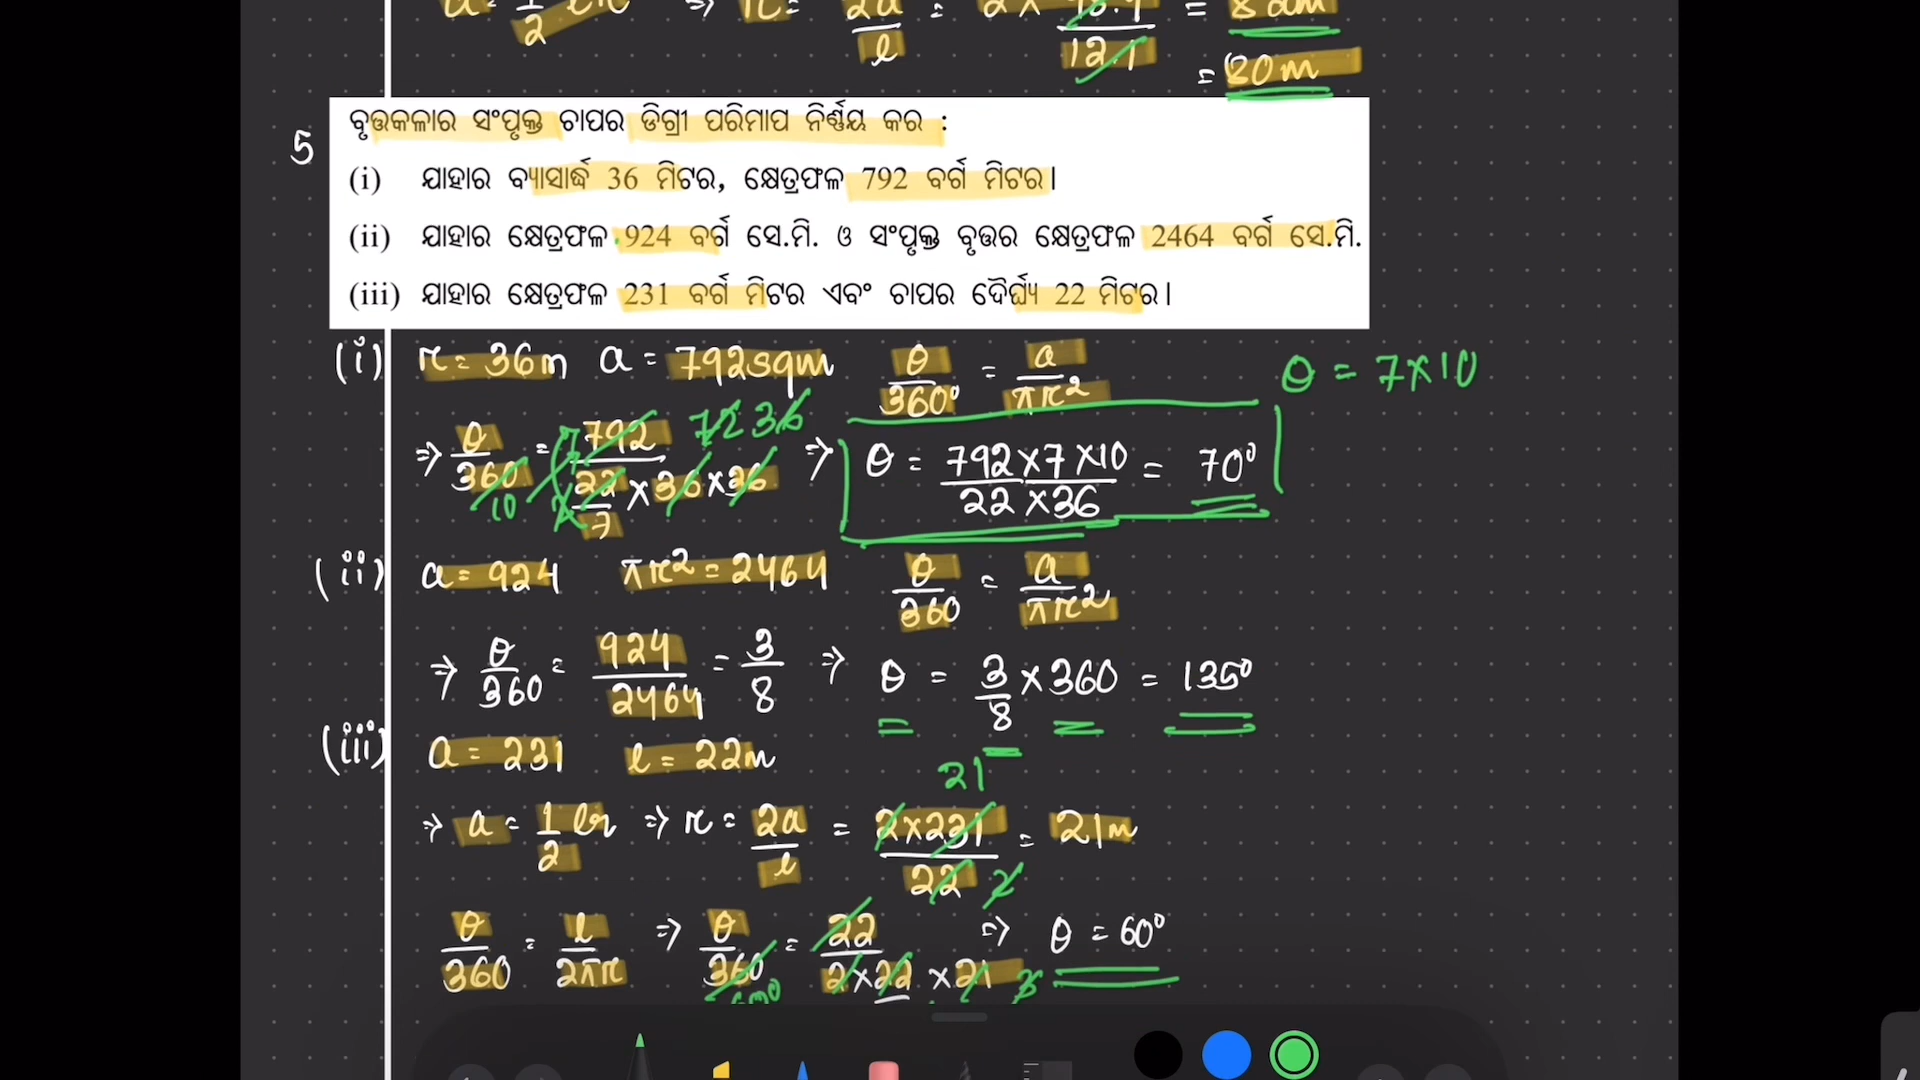 = 8 dam
= 20m
5
ବୃତ୍ତକଳାର ସଂପୃକ୍ତ ଚାପର ଡିଗ୍ରୀ ପରିମାପ ନିର୍ଣ୍ଣୟ କର :
(i) ଯାହାର ବ୍ୟାସାର୍ଦ୍ଧ 36 ମିଟର, କ୍ଷେତ୍ରଫଳ 792 ବର୍ଗ ମିଟର।
(ii) ଯାହାର କ୍ଷେତ୍ରଫଳ 924 ବର୍ଗ ସେ.ମି. ଓ ସଂପୃକ୍ତ ବୃତ୍ତର କ୍ଷେତ୍ରଫଳ 2464 ବର୍ଗ ସେ.ମି.
(iii) ଯାହାର କ୍ଷେତ୍ରଫଳ 231 ବର୍ଗ ମିଟର ଏବଂ ଚାପର ଦୈର୍ଘ୍ୟ 22 ମିଟର।
(i) r = 36m a = 792sqm θ/360° = a/πr² θ = 7×10
⇒ θ/360 = 792/(22/7 ×36×36) ⇒ θ = 792×7×10/22×36 = 70°
(ii) a = 924 πr² = 2464 θ/360 = a/πr²
⇒ θ/360 = 924/2464 = 3/8 ⇒ θ = 3/8 × 360 = 135°
(iii) a = 231 l = 22m
⇒ a = 1/2 lr ⇒ r = 2a/l = 2×231/22 = 21m
θ/360 = l/2πr ⇒ θ/360 = 22/2×22×21 ⇒ θ = 60°